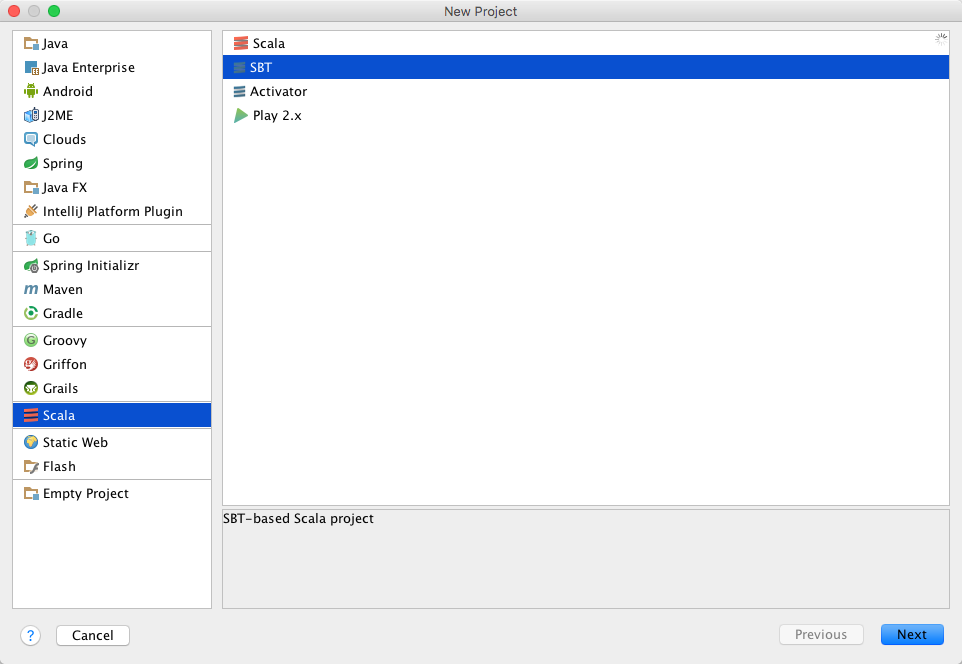 New Project
Java
Java Enterprise
Android
J2ME
Clouds
Spring
Java FX
IntelliJ Platform Plugin
Go
Spring Initializr
Maven
Gradle
Groovy
Griffon
Grails
Scala
Static Web
Flash
Empty Project
Scala
SBT
Activator
Play 2.x
SBT-based Scala project
?
Cancel
Previous
Next